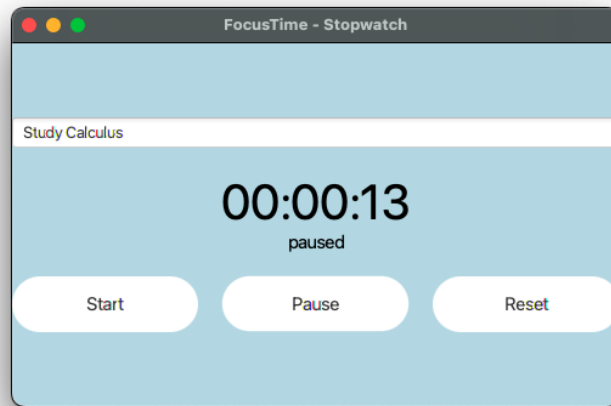 FocusTime - Stopwatch
Study Calculus
00:00:13
paused
Start Pause Reset